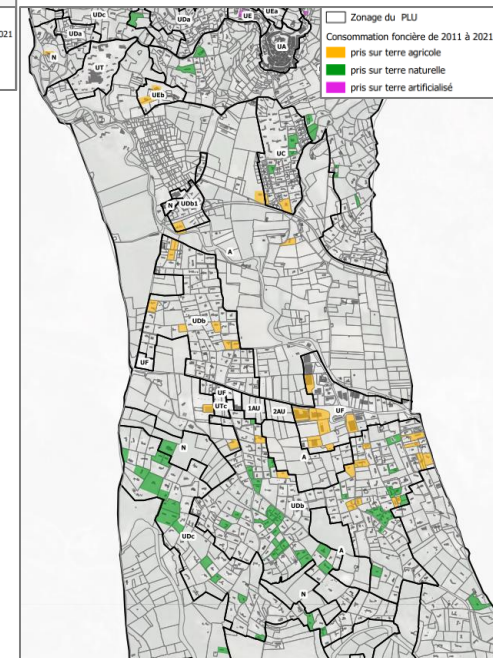 2021
Zonage du PLU
Consommation foncière de 2011 à 2021
pris sur terre agricole
pris sur terre naturelle
pris sur terre artificialisé
UDc
UDa
UE
UEa
UDa
UA
N
UT
UEb
UC
N
UDb1
A
UDb
UF
UF
UTc
1AU
2AU
UF
A
N
UDb
UDc
A
N